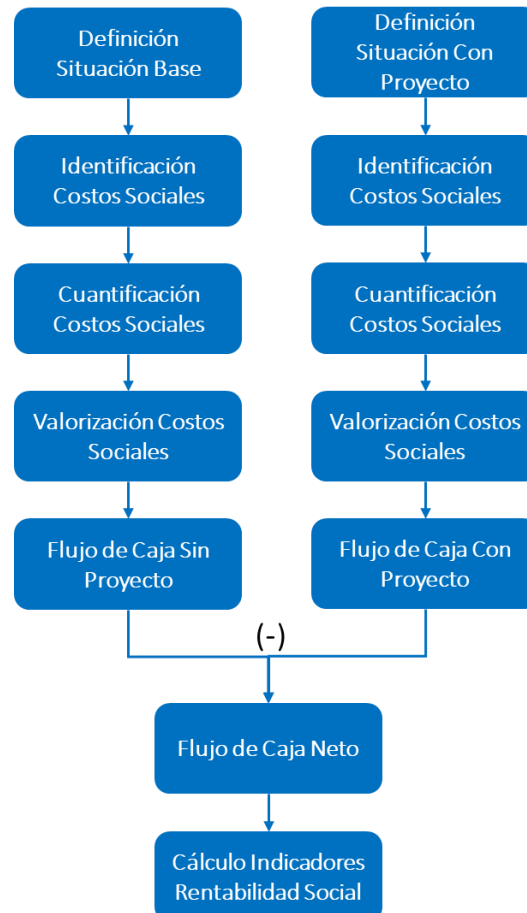 Definición
Situación Base
Definición
Situación Con
Proyecto
Identificación
Costos Sociales
Identificación
Costos Sociales
Cuantificación
Costos Sociales
Cuantificación
Costos Sociales
Valorización Costos
Sociales
Valorización Costos
Sociales
Flujo de Caja Sin
Proyecto
Flujo de Caja Con
Proyecto
(-)
Flujo de Caja Neto
Cálculo Indicadores
Rentabilidad Social